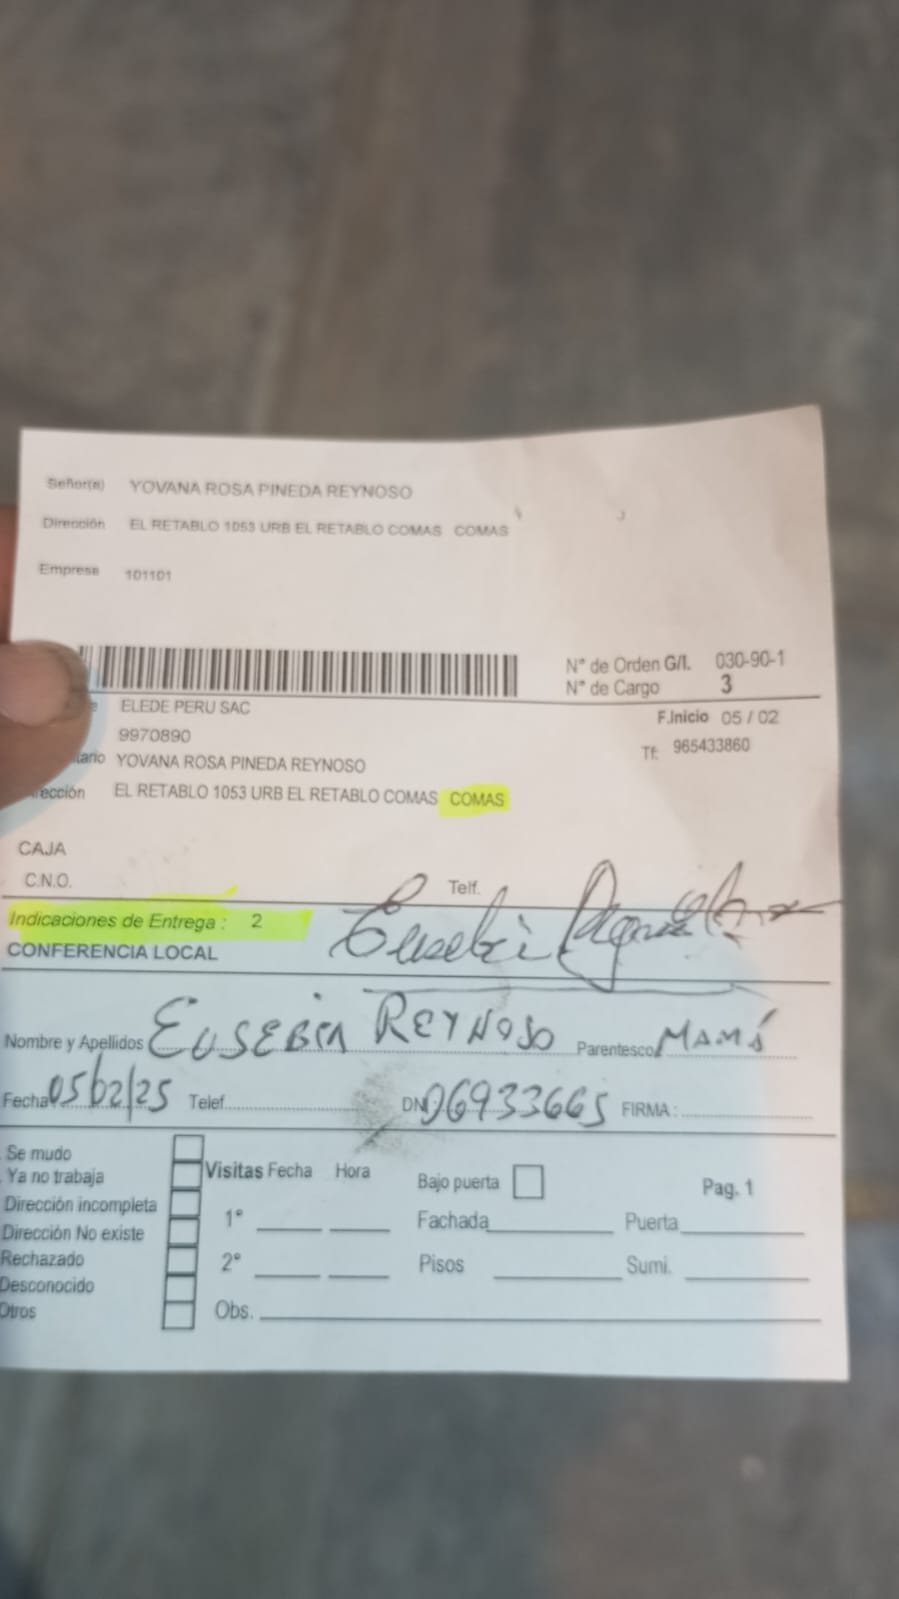 Señor(a) YOVANA ROSA PINEDA REYNOSO
Dirección EL RETABLO 1053 URB EL RETABLO COMAS COMAS
Empresa 101101
N° de Orden G/I. 030-90-1
N° de Cargo 3
ELEDE PERU SAC
F.Inicio 05 / 02
9970890
Tf: 965433860
tario YOVANA ROSA PINEDA REYNOSO
rección EL RETABLO 1053 URB EL RETABLO COMAS COMAS
CAJA
C.N.O. Telf.
Indicaciones de Entrega : 2
CONFERENCIA LOCAL
Nombre y Apellidos EUSEBIA REYNOSO Parentesco MAMÁ
Fecha 05/02/25 Telef. DNI 06933665 FIRMA :
Se mudo
Ya no trabaja
Dirección incompleta
Dirección No existe
Rechazado
Desconocido
Otros
Visitas Fecha Hora
1°
2°
Obs.
Bajo puerta
Pag. 1
Fachada Puerta
Pisos Sumi.